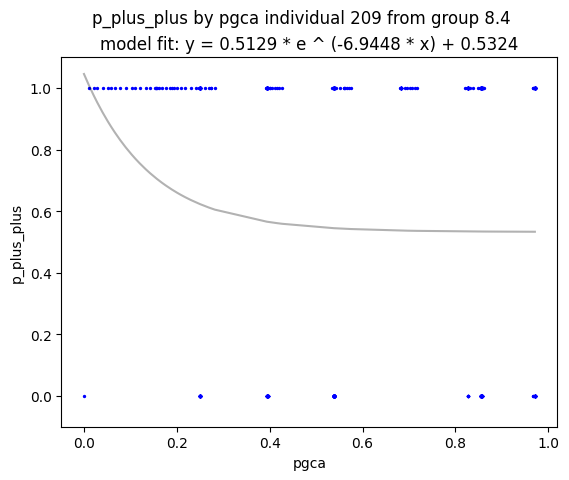 p_plus_plus by pgca individual 209 from group 8.4
model fit: y = 0.5129 * e ^ (-6.9448 * x) + 0.5324
p_plus_plus
1.0
0.8
0.6
0.4
0.2
0.0
0.0 0.2 0.4 0.6 0.8 1.0
pgca